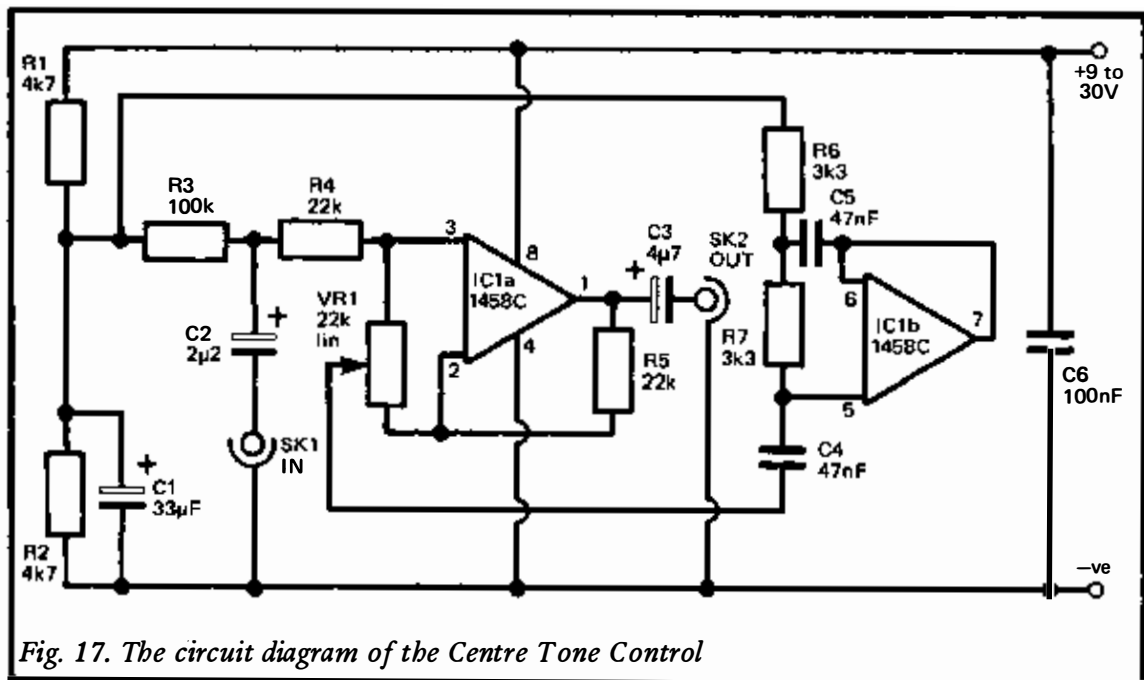 R1
4k7
+9 to
30V
R6
3k3
R3
100k
R4
22k
C5
47nF
3
8
C3
4µ7
SK2
OUT
+
IC1a
1458C
1
C2
2µ2
+
VR1
22k
lin
6
IC1b
1458C
7
R7
3k3
4
2
R5
22k
5
C6
100nF
SK1
IN
C4
47nF
+
C1
33µF
R2
4k7
–ve
Fig. 17. The circuit diagram of the Centre Tone Control